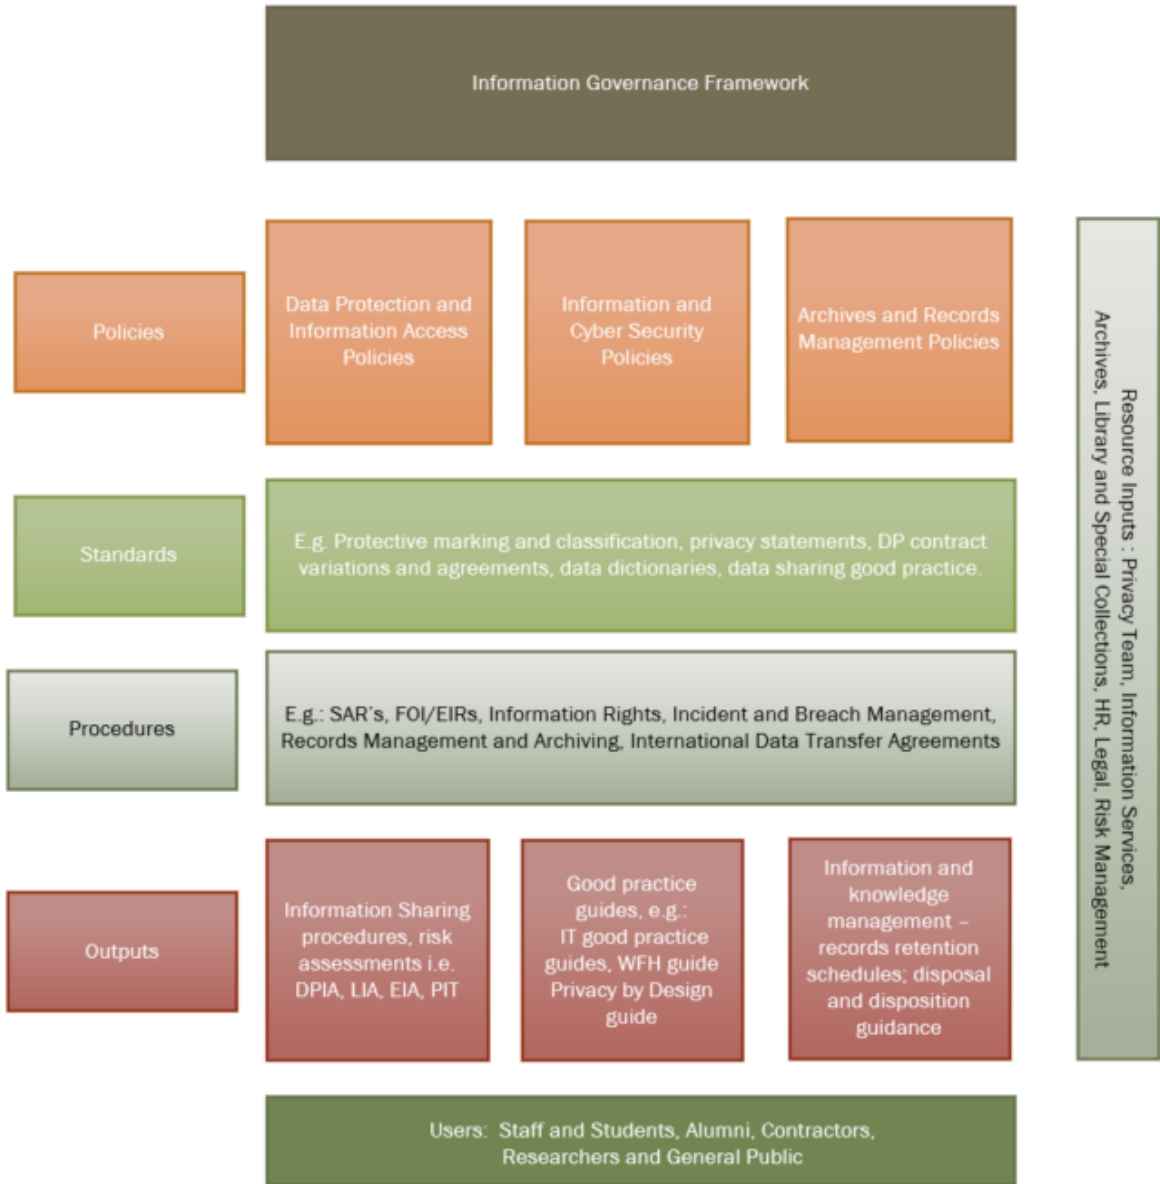 Information Governance Framework
Policies
Data Protection and
Information Access
Policies
Information and
Cyber Security
Policies
Archives and Records
Management Policies
Standards
E.g. Protective marking and classification, privacy statements, DP contract
variations and agreements, data dictionaries, data sharing good practice.
Procedures
E.g.: SAR's, FOI/EIRs, Information Rights, Incident and Breach Management,
Records Management and Archiving, International Data Transfer Agreements
Outputs
Information Sharing
procedures, risk
assessments i.e.
DPIA, LIA, EIA, PIT
Good practice
guides, e.g.:
IT good practice
guides, WFH guide
Privacy by Design
guide
Information and
knowledge
management –
records retention
schedules; disposal
and disposition
guidance
Resource Inputs : Privacy Team, Information Services,
Archives, Library and Special Collections, HR, Legal, Risk Management
Users: Staff and Students, Alumni, Contractors,
Researchers and General Public